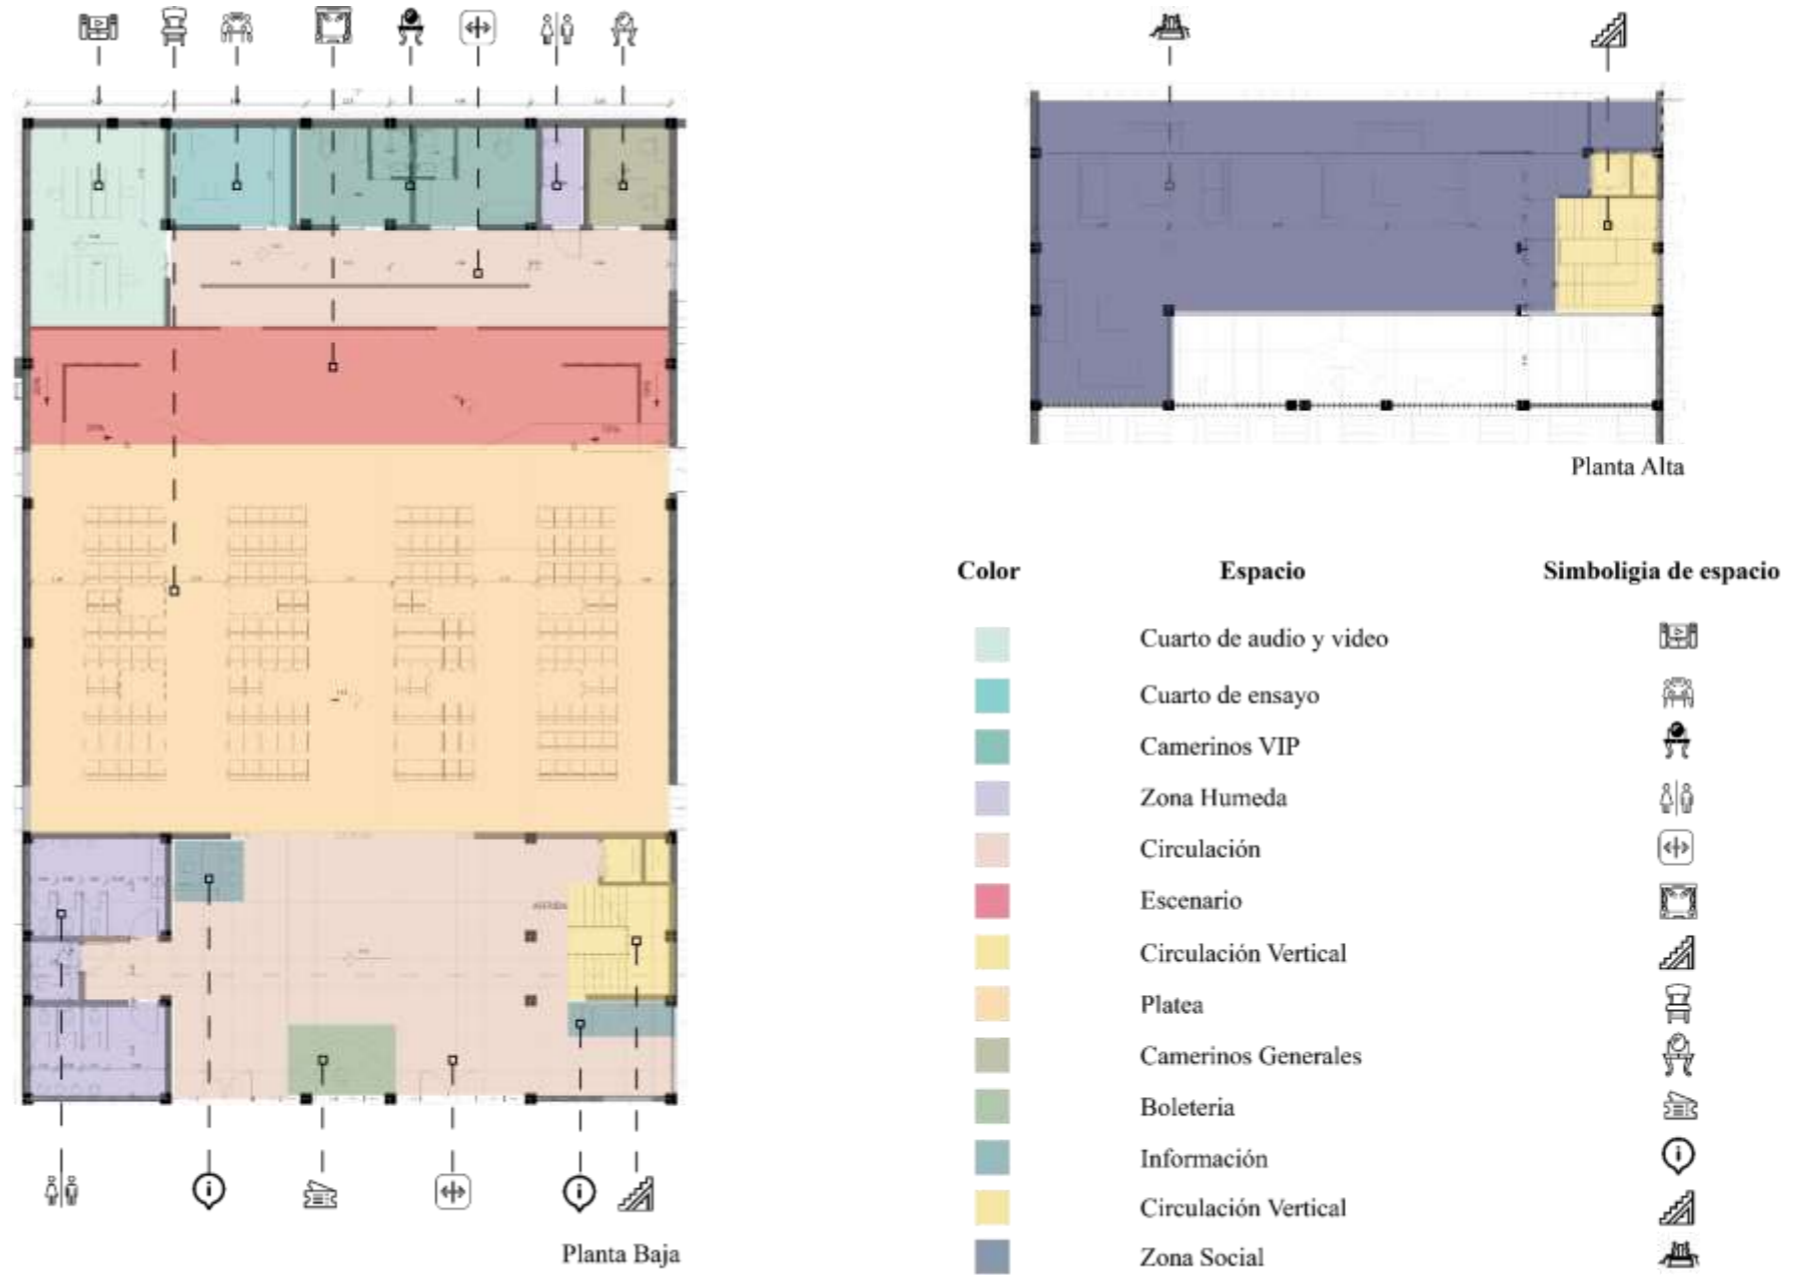 Planta Alta
Color Espacio Simboligia de espacio
Cuarto de audio y video
Cuarto de ensayo
Camerinos VIP
Zona Humeda
Circulación
Escenario
Circulación Vertical
Platea
Camerinos Generales
Boleteria
Información
Circulación Vertical
Zona Social
Planta Baja